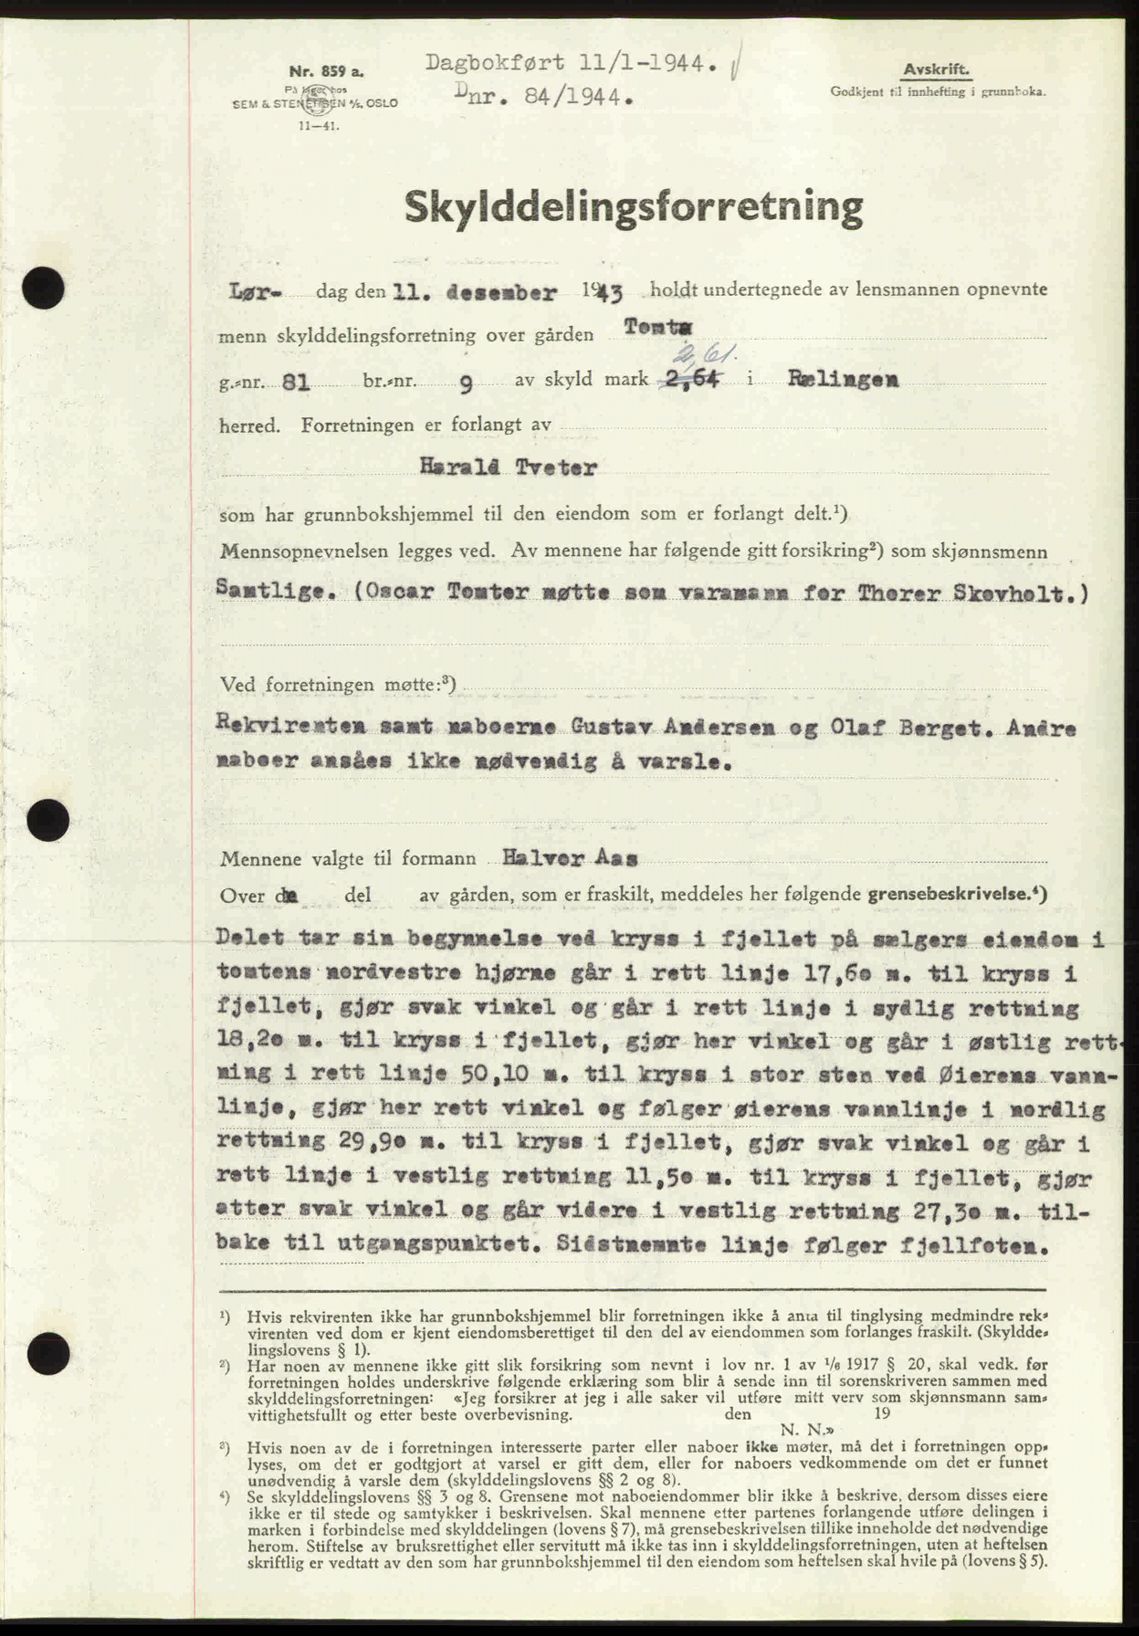 Nr. 859 a.
Dagbokført 11/1-1944.
Avskrift.
På lager hos
SEM & STENERSEN A/S. OSLO
Dnr. 84/1944.
Godkjent til innhefting i grunnboka.
11—41.
Skylddelingsforretning
Lør- dag den 11. desember 1943 holdt undertegnede av lensmannen opnevnte
menn skylddelingsforretning over gården Tomta
2,61.
g.-nr. 81 br.-nr. 9 av skyld mark 2,64 i Rælingen
herred. Forretningen er forlangt av
Harald Tveter
som har grunnbokshjemmel til den eiendom som er forlangt delt.¹)
Mennsopnevnelsen legges ved. Av mennene har følgende gitt forsikring²) som skjønnsmenn
Samtlige. (Oscar Tomter møtte som varamann for Thorer Skovholt.)
Ved forretningen møtte:³)
Rekvirenten samt naboerne Gustav Andersen og Olaf Berget. Andre
naboer ansåes ikke nødvendig å varsle.
Mennene valgte til formann Halvor Aas
Over den del av gården, som er fraskilt, meddeles her følgende grensebeskrivelse.⁴)
Delet tar sin begynnelse ved kryss i fjellet på sælgers eiendom i
tomtens nordvestre hjørne går i rett linje 17,60 m. til kryss i
fjellet, gjør svak vinkel og går i rett linje i sydlig rettning
18,20 m. til kryss i fjellet, gjør her vinkel og går i østlig rett-
ning i rett linje 50,10 m. til kryss i stor sten ved Øierens vann-
linje, gjør her rett vinkel og følger øierens vannlinje i nordlig
rettning 29,90 m. til kryss i fjellet, gjør svak vinkel og går i
rett linje i vestlig rettning 11,50 m. til kryss i fjellet, gjør
atter svak vinkel og går videre i vestlig rettning 27,30 m. til-
bake til utgangspunktet. Sidstnemnte linje følger fjellfoten.
¹) Hvis rekvirenten ikke har grunnbokshjemmel blir forretningen ikke å anta til tinglysing medmindre rek-
virenten ved dom er kjent eiendomsberettiget til den del av eiendommen som forlanges fraskilt. (Skyldde-
lingslovens § 1).
²) Har noen av mennene ikke gitt slik forsikring som nevnt i lov nr. 1 av 1/6 1917 § 20, skal vedk. før
forretningen holdes underskrive følgende erklæring som blir å sende inn til sorenskriveren sammen med
skylddelingsforretningen: «Jeg forsikrer at jeg i alle saker vil utføre mitt verv som skjønnsmann sam-
vittighetsfullt og etter beste overbevisning. den 19
N. N.»
³) Hvis noen av de i forretningen interesserte parter eller naboer ikke møter, må det i forretningen opp-
lyses, om det er godtgjort at varsel er gitt dem, eller for naboers vedkommende om det er funnet
unødvendig å varsle dem (skylddelingslovens §§ 2 og 8).
⁴) Se skylddelingslovens §§ 3 og 8. Grensene mot naboeiendommer blir ikke å beskrive, dersom disses eiere
ikke er til stede og samtykker i beskrivelsen. Skal mennene etter partenes forlangende utføre delingen i
marken i forbindelse med skylddelingen (lovens § 7), må grensebeskrivelsen tillike inneholde det nødvendige
herom. Stiftelse av bruksrettighet eller servitutt må ikke tas inn i skylddelingsforretningen, uten at heftelsen
skriftlig er vedtatt av den som har grunnbokshjemmel til den eiendom som heftelsen skal hvile på (lovens § 5).